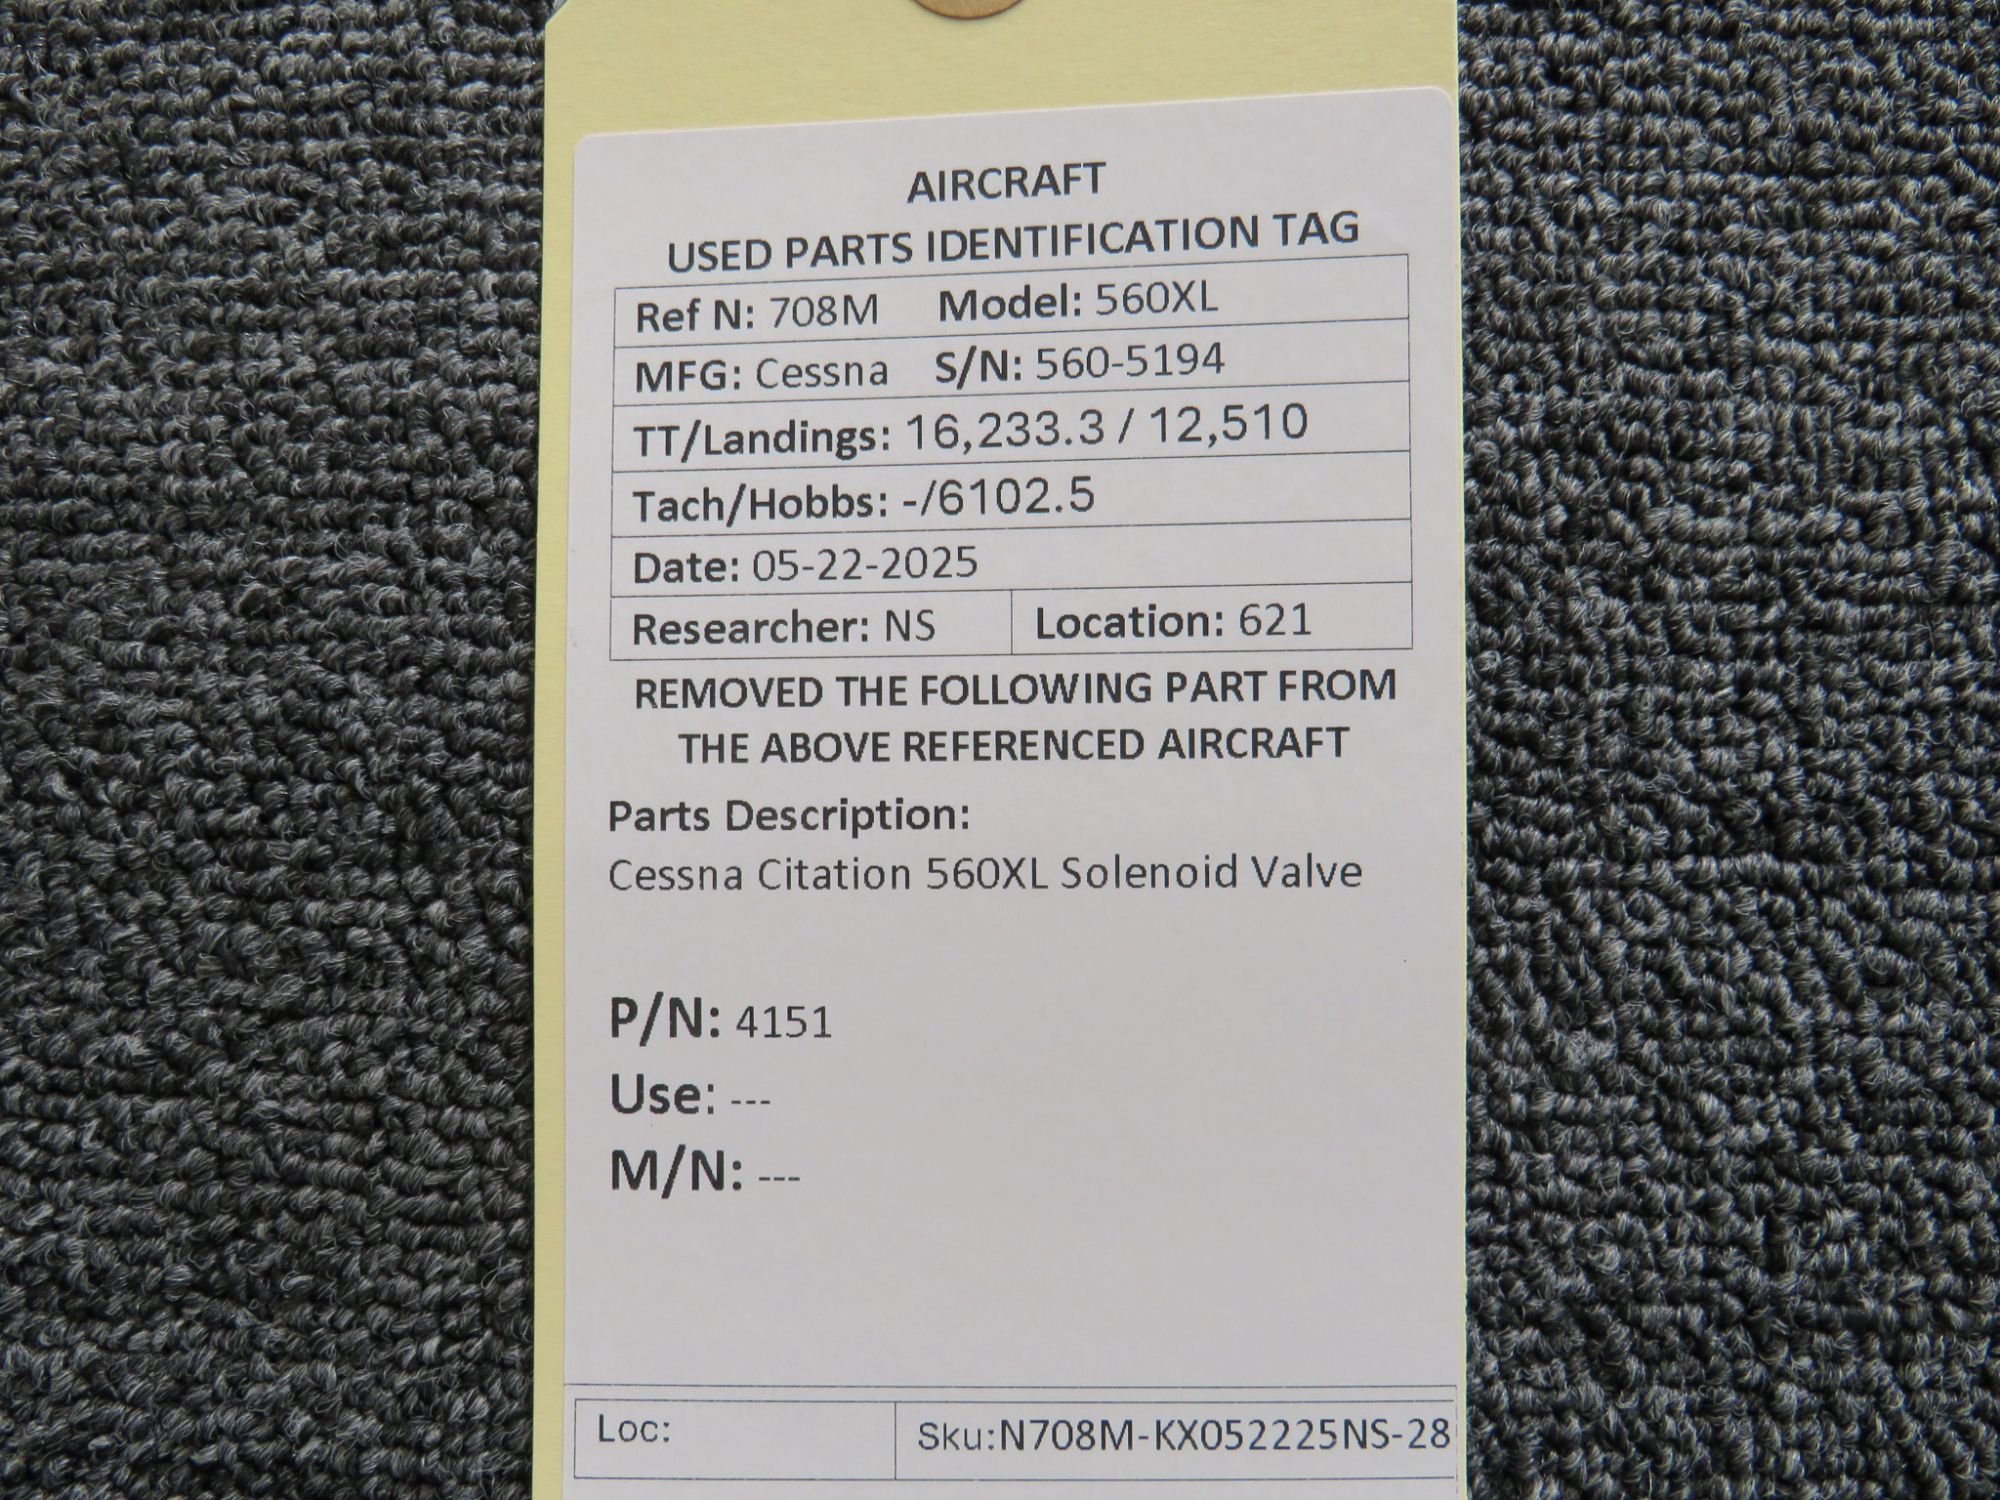 AIRCRAFT
USED PARTS IDENTIFICATION TAG
Ref N: 708M Model: 560XL
MFG: Cessna S/N: 560-5194
TT/Landings: 16,233.3 / 12,510
Tach/Hobbs: -/6102.5
Date: 05-22-2025
Researcher: NS Location: 621
REMOVED THE FOLLOWING PART FROM
THE ABOVE REFERENCED AIRCRAFT
Parts Description:
Cessna Citation 560XL Solenoid Valve
P/N: 4151
Use: ---
M/N: ---
Loc: Sku:N708M-KX052225NS-28